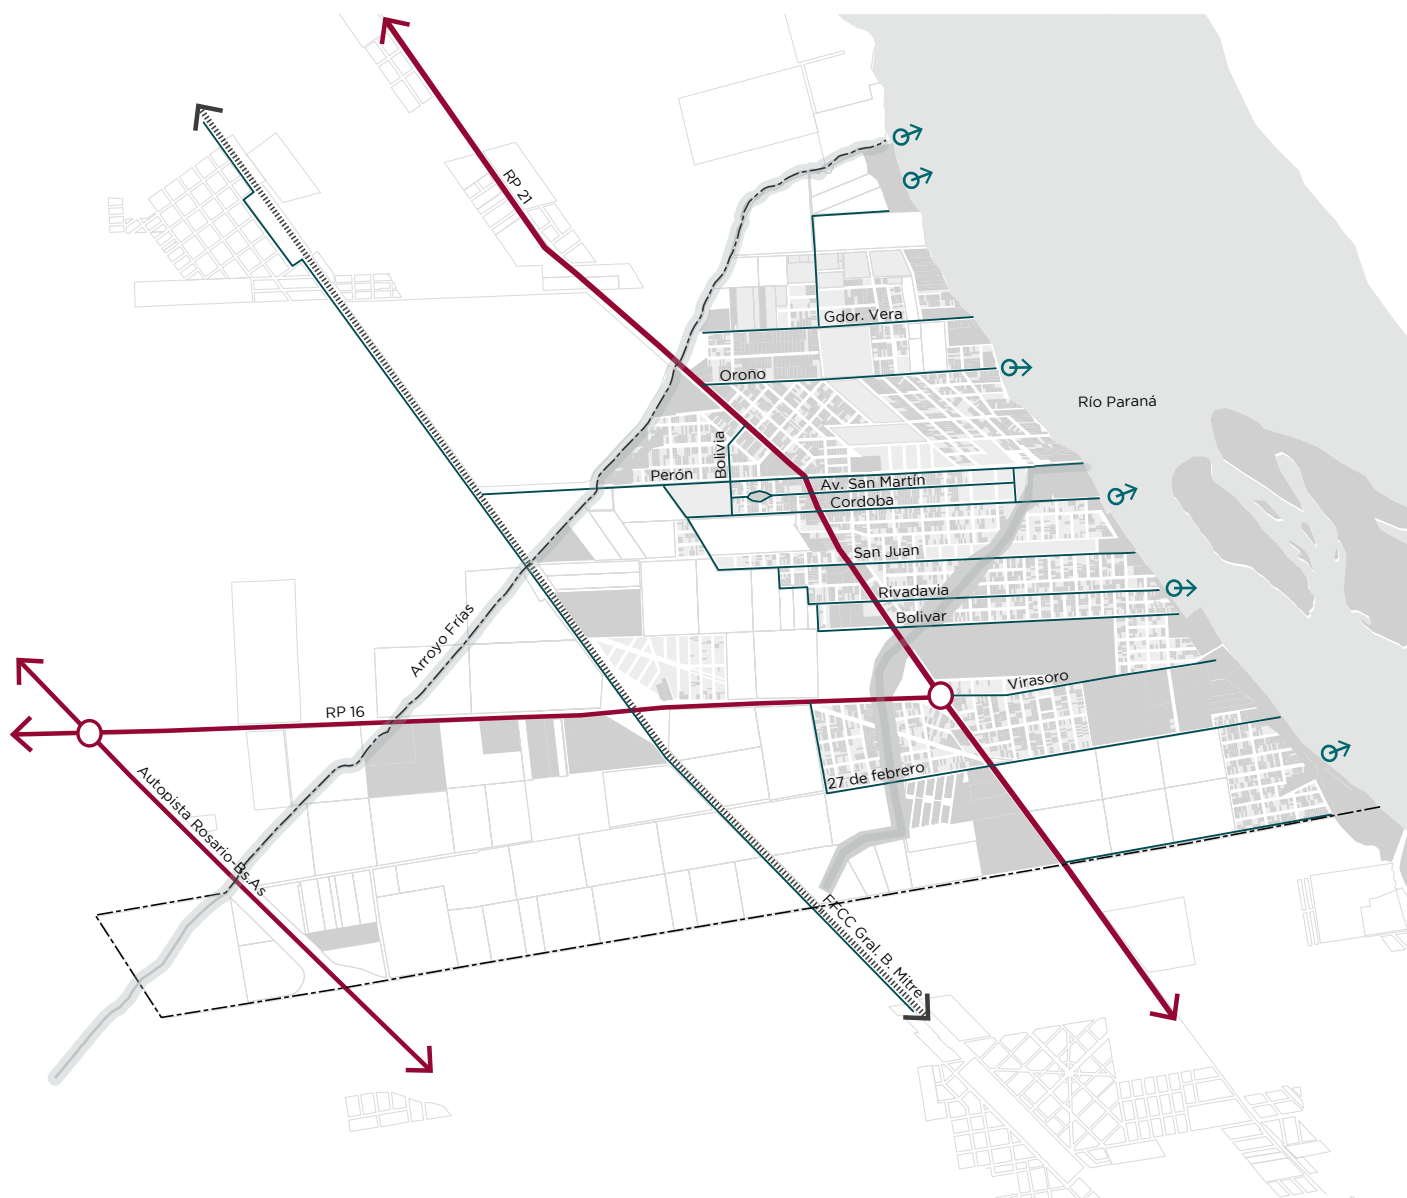 RP 21
Gdor. Vera
Oroño
Río Paraná
Bolivia
Perón
Av. San Martín
Cordoba
San Juan
Rivadavia
Bolivar
Arroyo Frías
Virasoro
RP 16
27 de febrero
Autopista Rosario-Bs.As
FFCC Gral. B. Mitre